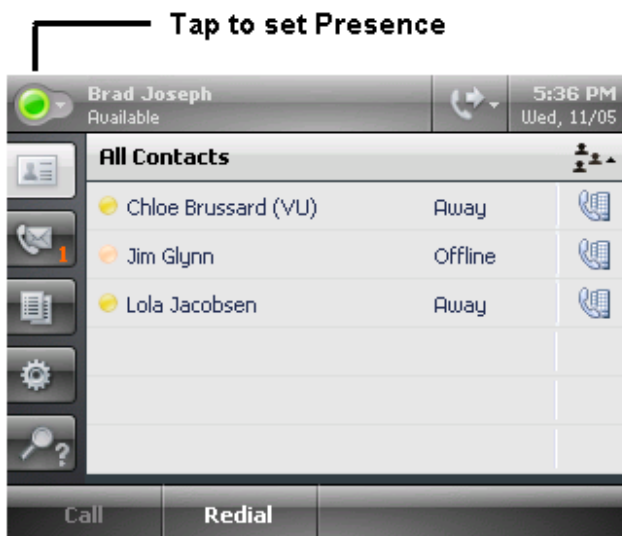 Tap to set Presence
Brad Joseph
Available
5:36 PM
Wed, 11/05
All Contacts
Chloe Brussard (VU) Away
1
Jim Glynn Offline
Lola Jacobsen Away
?
Call Redial